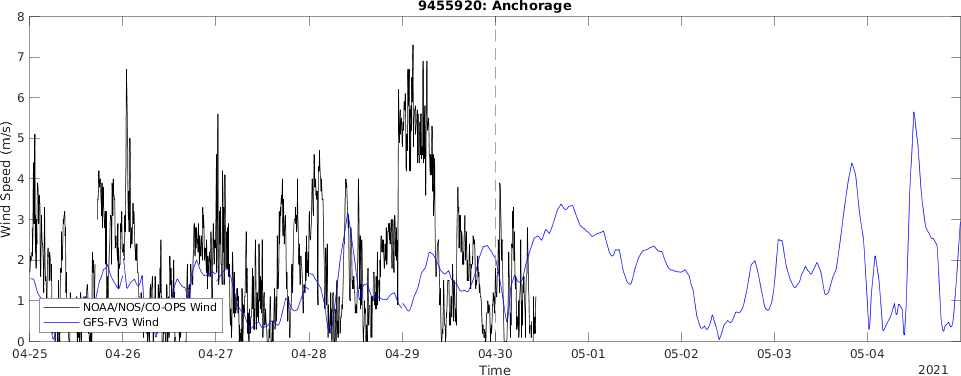 9455920: Anchorage
8
7
6
5
4
3
2
1
0
Wind Speed (m/s)
NOAA/NOS/CO-OPS Wind
GFS-FV3 Wind
04-25 04-26 04-27 04-28 04-29 04-30 05-01 05-02 05-03 05-04
Time
2021